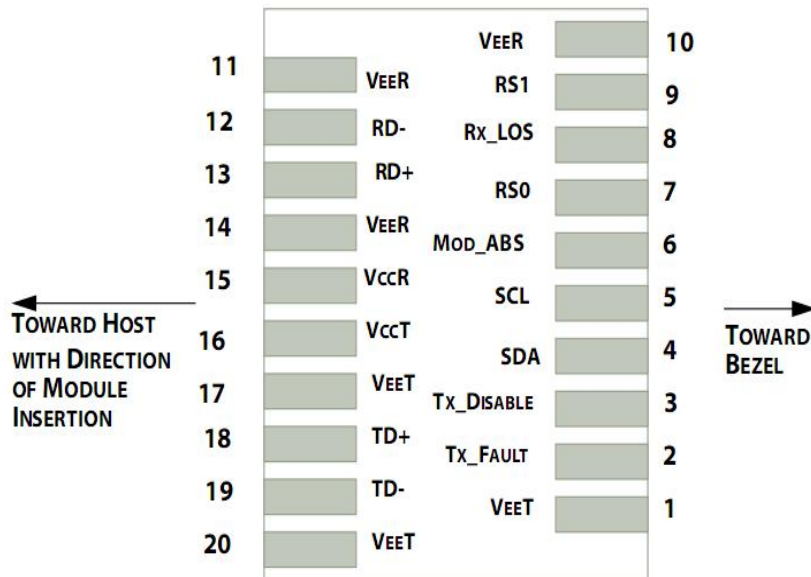 VEER 10
11 VEER
RS1 9
12 RD-
RX_LOS 8
13 RD+
RS0 7
14 VEER
MOD_ABS 6
15 VCCR
SCL 5
TOWARD HOST
WITH DIRECTION
OF MODULE
INSERTION
TOWARD
BEZEL
16 VCCT
SDA 4
17 VEET
TX_DISABLE 3
18 TD+
TX_FAULT 2
19 TD-
VEET 1
20 VEET